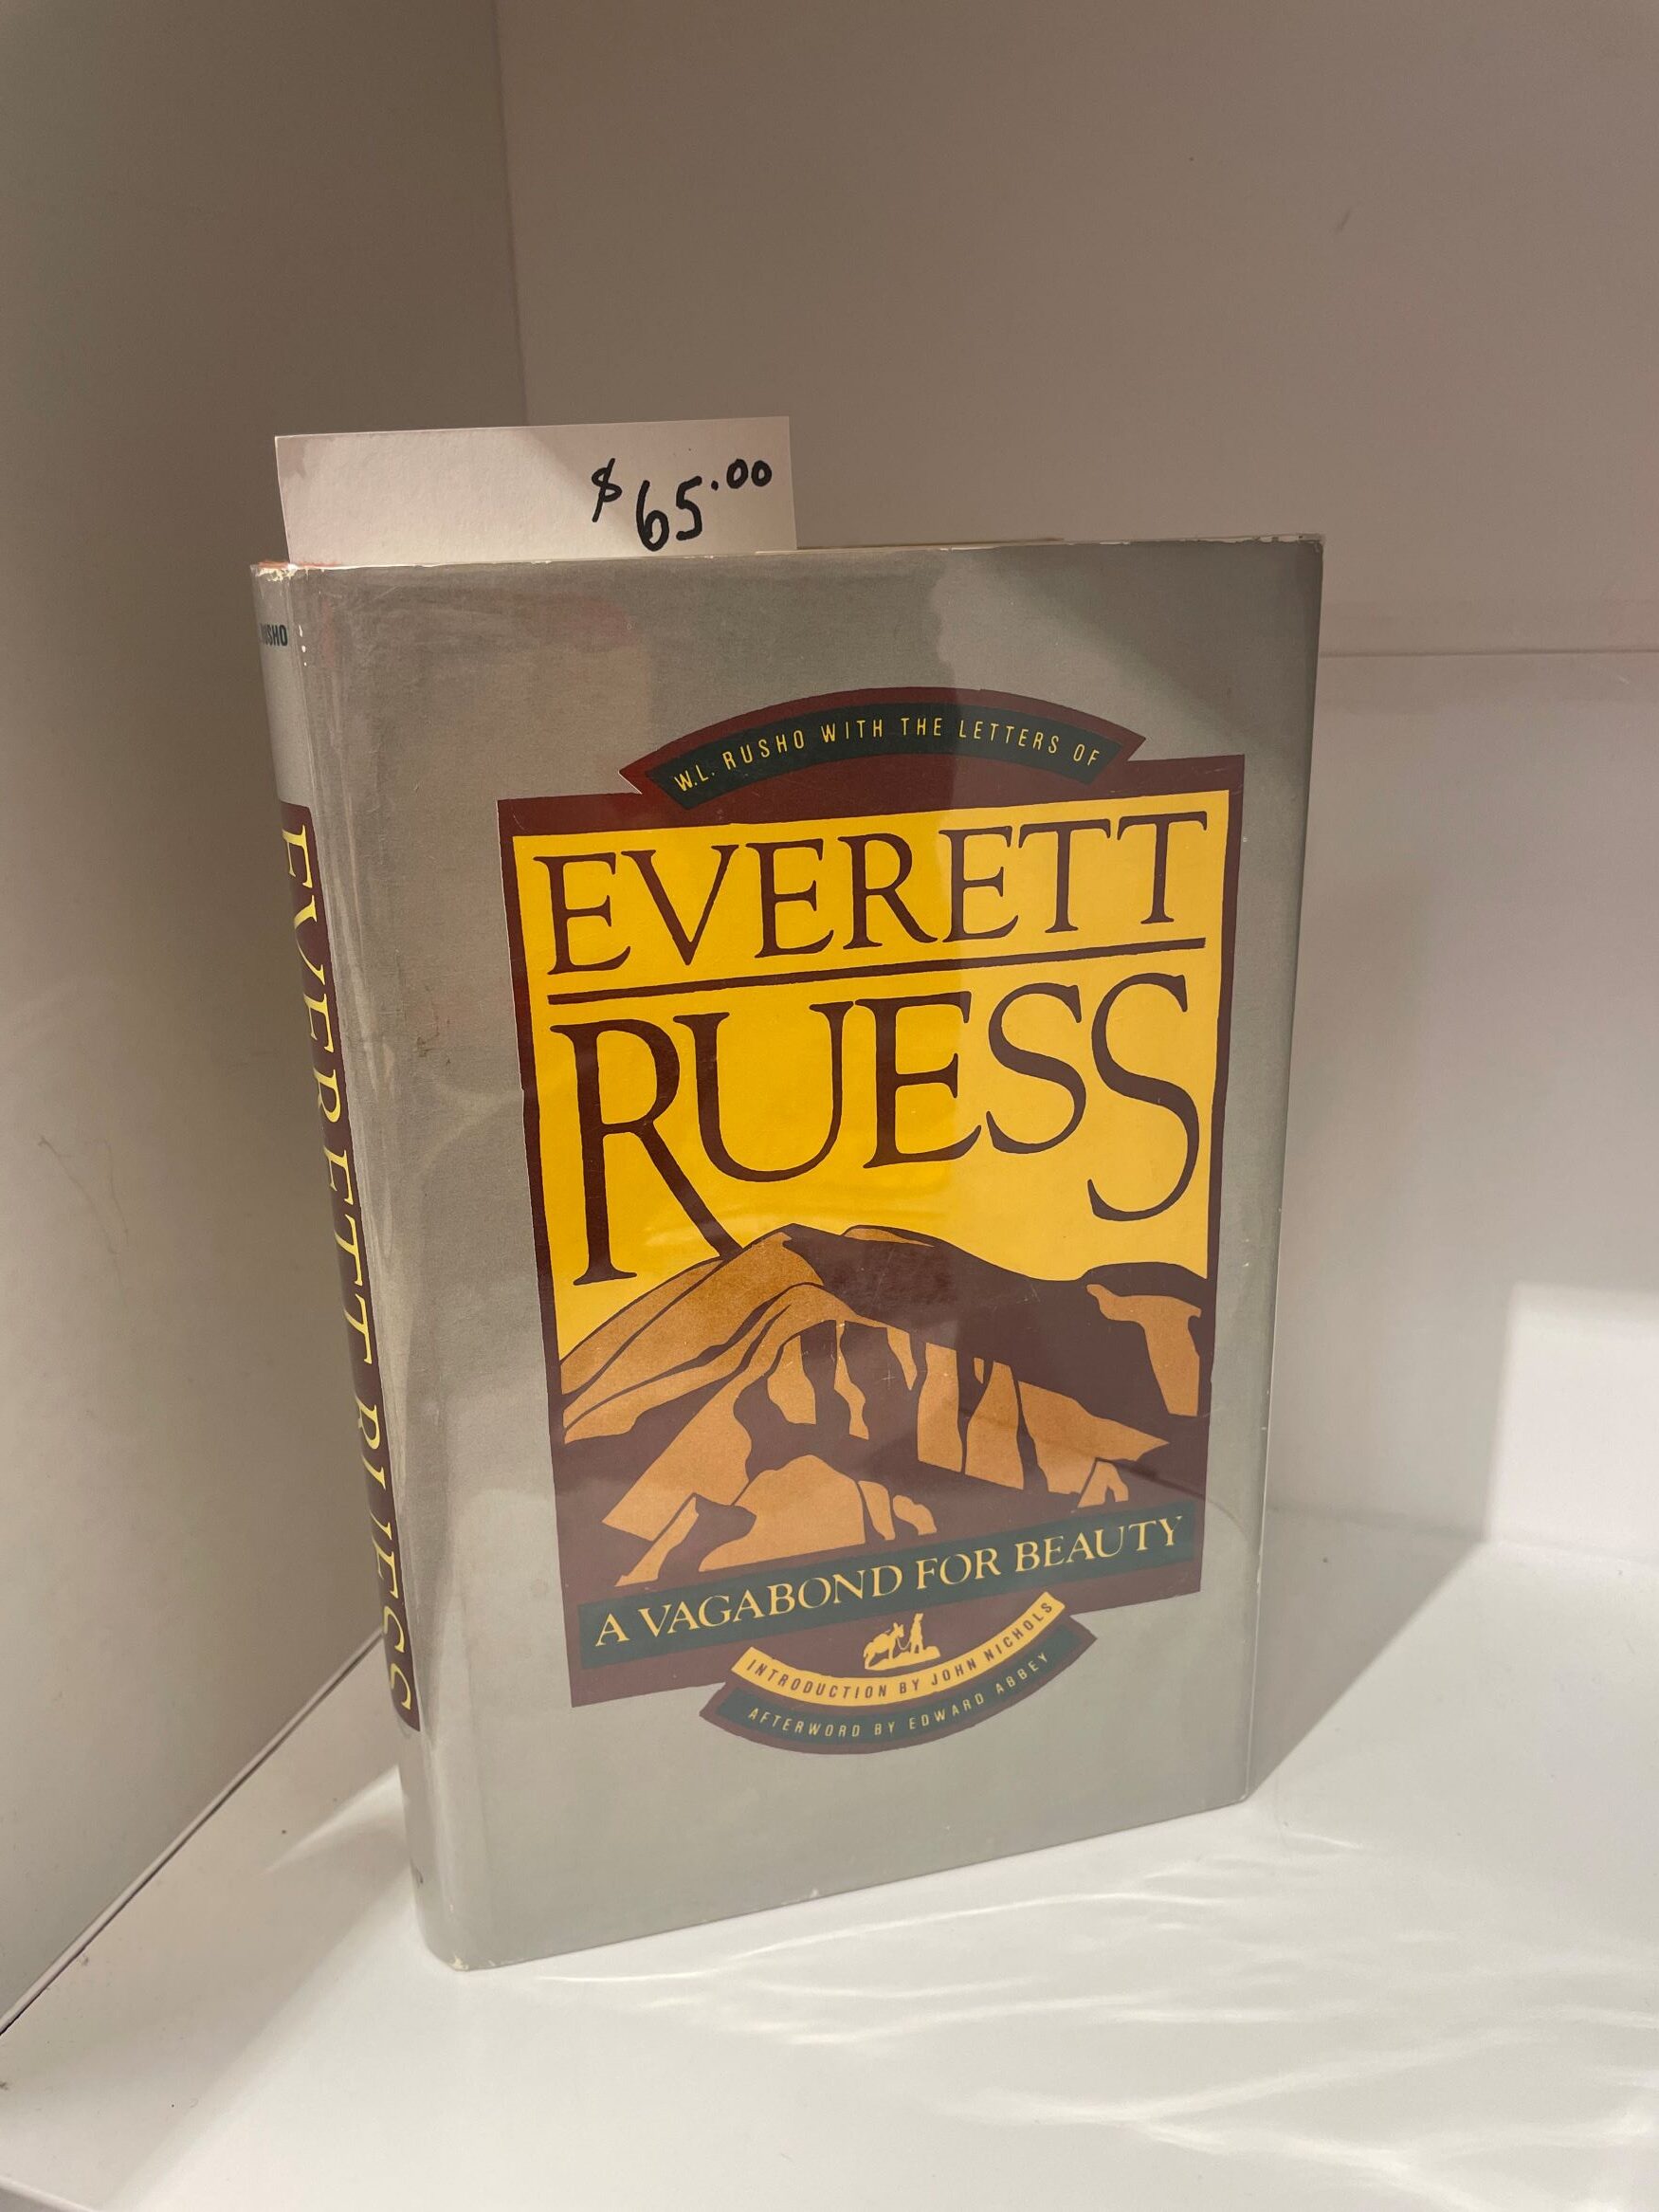 $65.00
RUSHO
EVERETT RUESS
W.L. RUSHO WITH THE LETTERS OF
EVERETT
RUESS
A VAGABOND FOR BEAUTY
INTRODUCTION BY JOHN NICHOLS
AFTERWORD BY EDWARD ABBEY